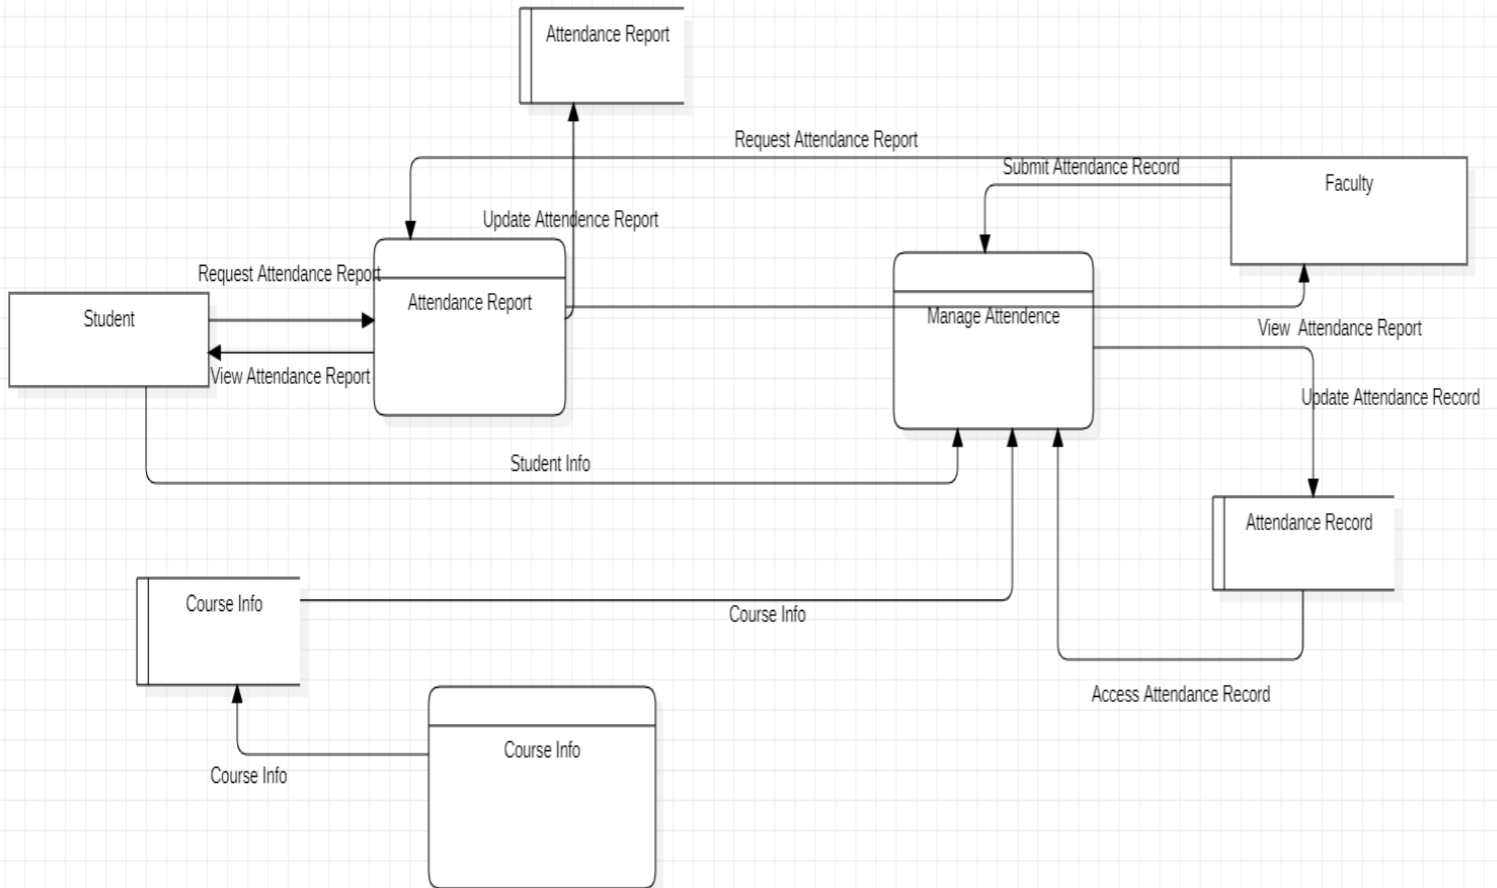 Attendance Report
Request Attendance Report
Submit Attendance Record
Faculty
Update Attendence Report
Request Attendance Report
Attendance Report
Student
Manage Attendence
View  Attendance Report
View Attendance Report
Update Attendance Record
Student Info
Attendance Record
Course Info
Course Info
Access Attendance Record
Course Info
Course Info